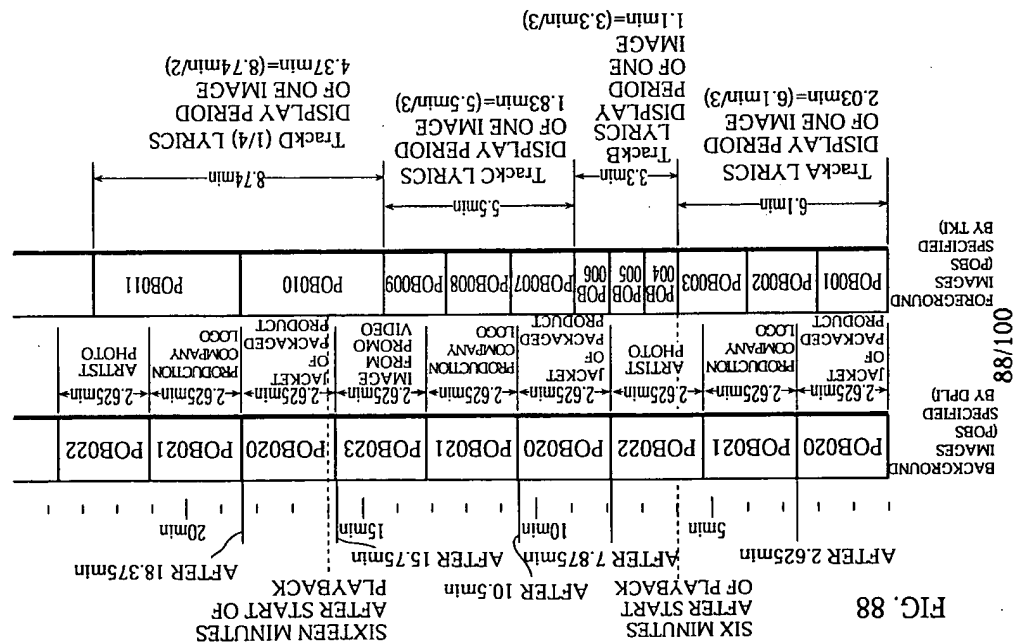 FIG. 88
SIX MINUTES
AFTER START
OF PLAYBACK
SIXTEEN MINUTES
AFTER START OF
PLAYBACK
AFTER 2.625min
AFTER 7.875min
AFTER 10.5min
AFTER 15.75min
AFTER 18.375min
5min
10min
15min
20min
BACKGROUND
IMAGES
(POBS
SPECIFIED
BY DPLI)
POB020
POB021
POB022
POB020
POB021
POB023
POB020
POB021
POB022
2.625min
2.625min
2.625min
2.625min
2.625min
2.625min
2.625min
2.625min
2.625min
JACKET
OF
PACKAGED
PRODUCT
PRODUCTION
COMPANY
LOGO
ARTIST
PHOTO
JACKET
OF
PACKAGED
PRODUCT
PRODUCTION
COMPANY
LOGO
IMAGE
FROM
PROMO
VIDEO
JACKET
OF
PACKAGED
PRODUCT
PRODUCTION
COMPANY
LOGO
ARTIST
PHOTO
FOREGROUND
IMAGES
(POBS
SPECIFIED
BY TKI)
POB001
POB002
POB003
POB
004
POB
005
POB
006
POB007
POB008
POB009
POB010
POB011
6.1min
3.3min
5.5min
8.74min
TrackA LYRICS
DISPLAY PERIOD
OF ONE IMAGE
2.03min=(6.1min/3)
TrackB
LYRICS
DISPLAY
PERIOD
OF ONE
IMAGE
1.1min=(3.3min/3)
TrackC LYRICS
DISPLAY PERIOD
OF ONE IMAGE
1.83min=(5.5min/3)
TrackD (1/4) LYRICS
DISPLAY PERIOD
OF ONE IMAGE
4.37min=(8.74min/2)
88/100